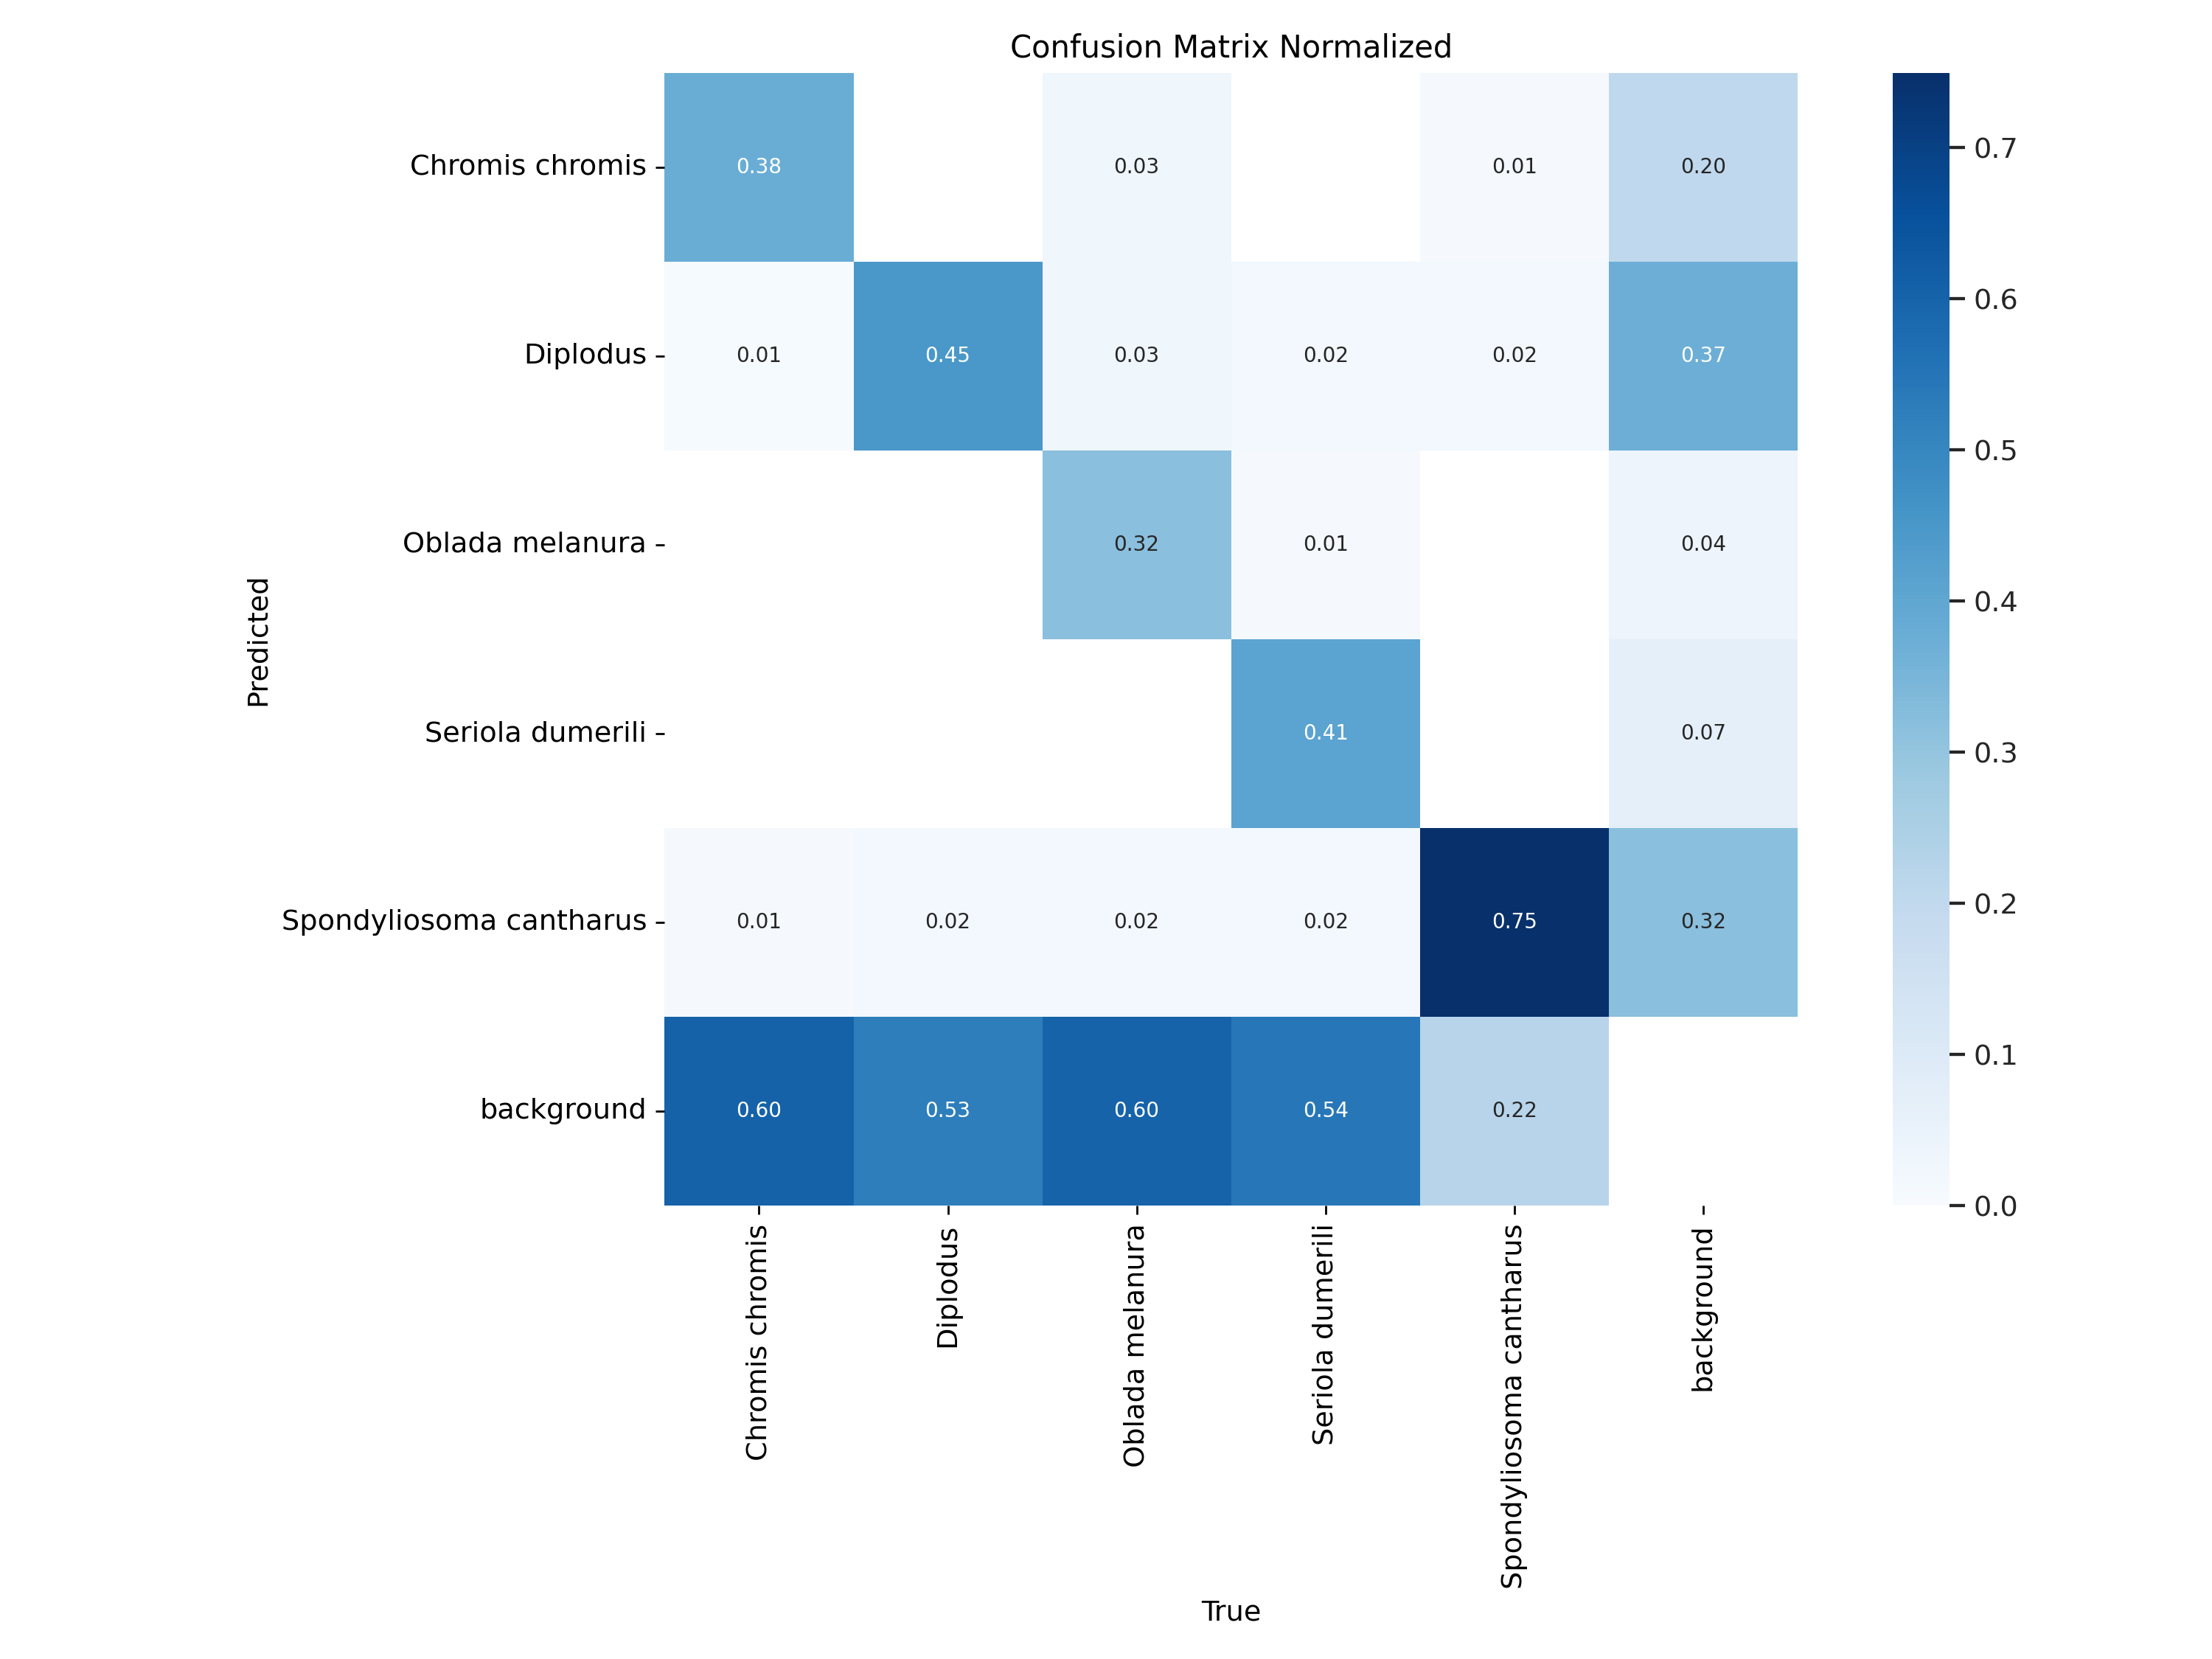 Confusion Matrix Normalized
Chromis chromis 0.38 0.03 0.01 0.20
Diplodus 0.01 0.45 0.03 0.02 0.02 0.37
Oblada melanura 0.32 0.01 0.04
Seriola dumerili 0.41 0.07
Spondyliosoma cantharus 0.01 0.02 0.02 0.02 0.75 0.32
background 0.60 0.53 0.60 0.54 0.22
Predicted
Chromis chromis
Diplodus
Oblada melanura
Seriola dumerili
Spondyliosoma cantharus
background
True
0.7
0.6
0.5
0.4
0.3
0.2
0.1
0.0